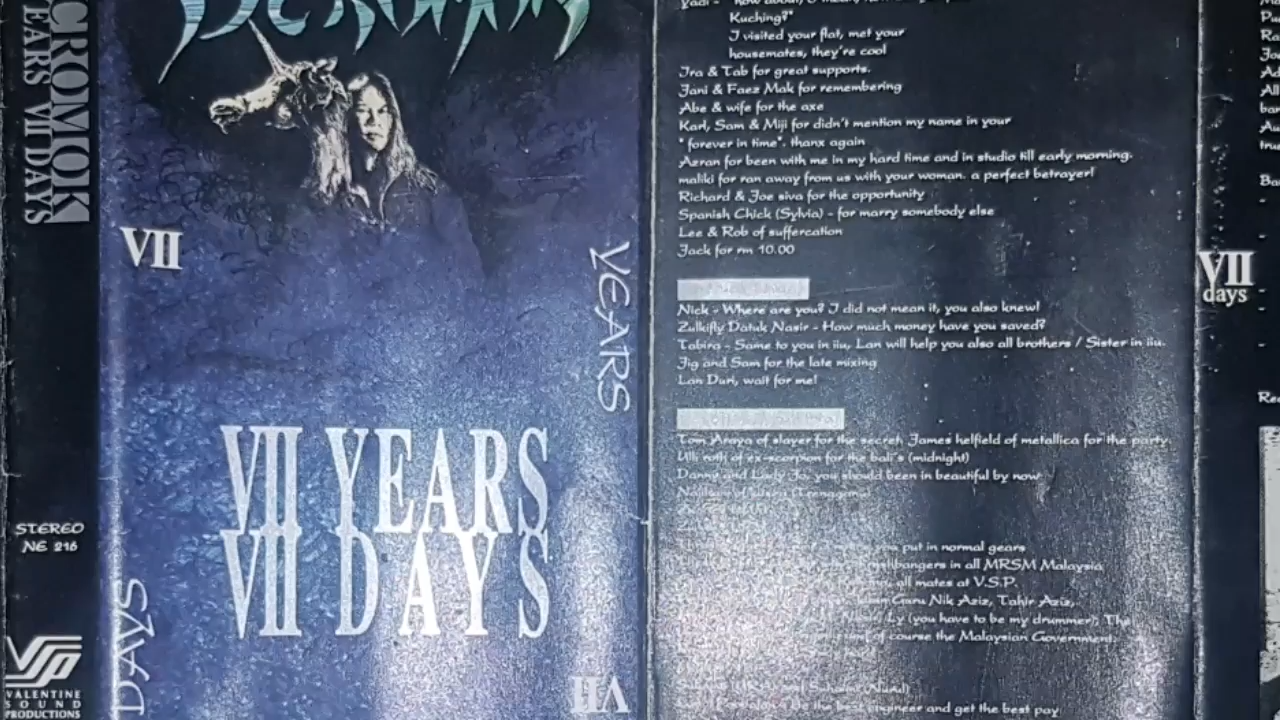 CROMOK
EARS VII DAYS
STEREO
NE 216
VSP
VALENTINE
SOUND
PRODUCTIONS
VII
YEARS
VII YEARS
VII DAYS
DAYS
VII
Kuching?"
I visited your flat, met your
housemates, they're cool
Ira & Tab for great supports.
Jani & Faez Mak for remembering
Abe & wife for the axe
Karl, Sam & Miji for didn't mention my name in your
"forever in time". thanx again
Azran for been with me in my hard time and in studio till early morning.
maliki for ran away from us with your woman. a perfect betrayer!
Richard & Joe siva for the opportunity
Spanish Chick (Sylvia) - for marry somebody else
Lee & Rob of suffercation
Jack for rm 10.00
Nick - Where are you? I did not mean it, you also knew!
Zulkifly Datuk Nasir - How much money have you saved?
Tabira - Same to you in iiu, Lan will help you also all brothers / Sister in iiu.
Jig and Sam for the late mixing
Lan Duri, wait for me!
Tom Araya of slayer for the secret, James helfield of metallica for the party
Ulli roth of ex-scorpion for the bali's (midnight)
Danny and Lady Jo, you should been in beautiful by now
you put in normal gears
in all MRSM Malaysia
all mates at V.S.P.
Guru Nik Aziz, Tahir Aziz,
Ly (you have to be my drummer), The
of course the Malaysian Government.
be the best engineer and get the best pay
VII
days